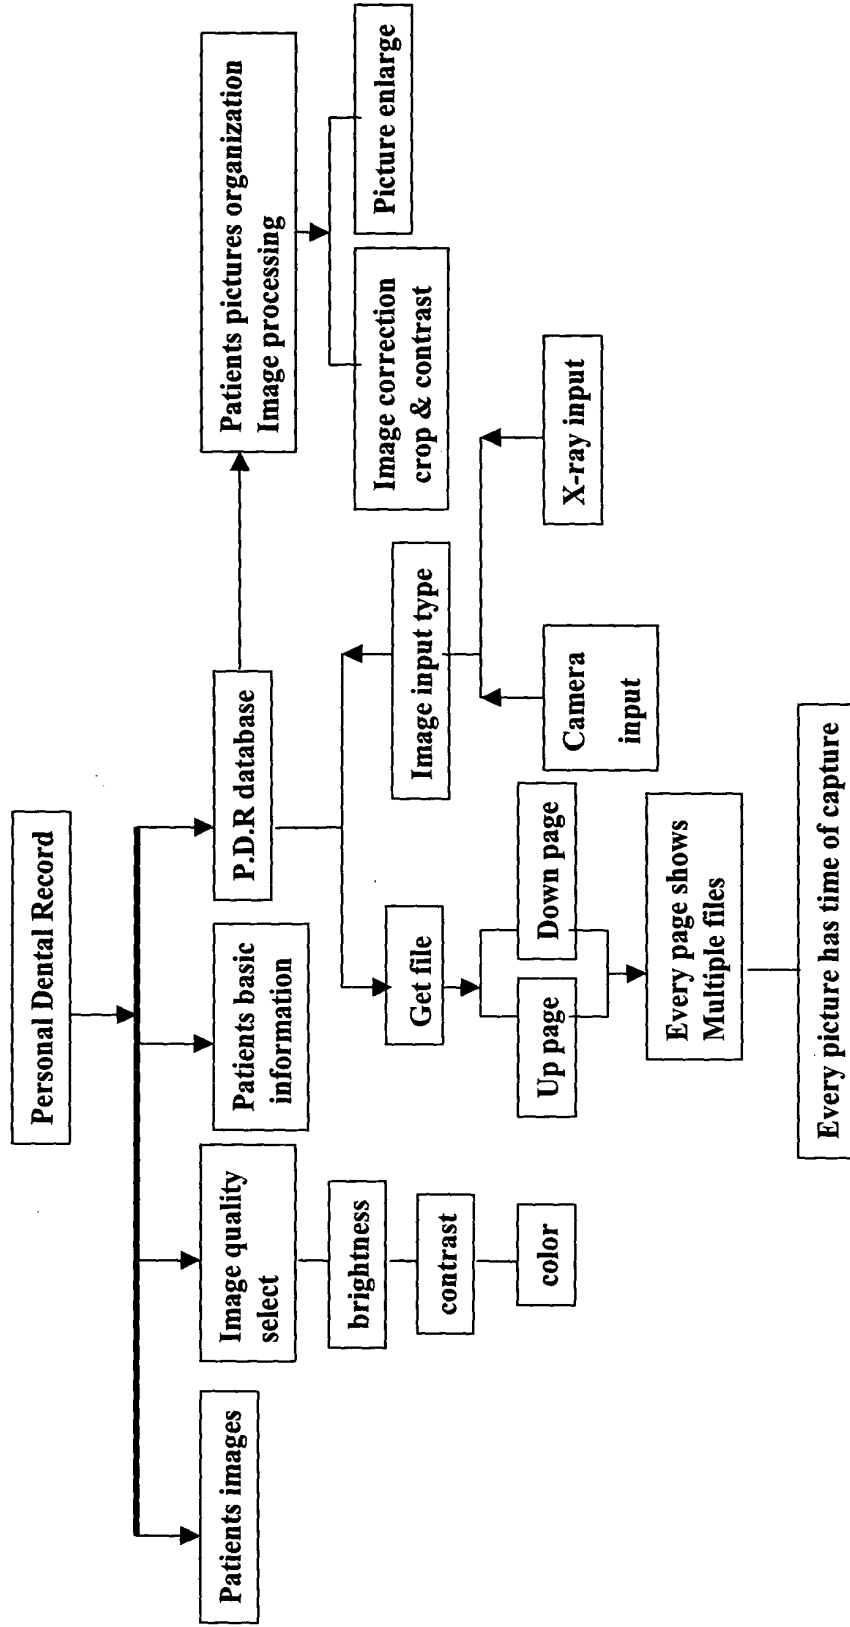 Personal Dental Record
Patients images
Image quality
select
brightness
contrast
color
Patients basic
information
P.D.R database
Get file
Up page
Down page
Every page shows
Multiple files
Every picture has time of capture
Image input type
Camera
input
X-ray input
Patients pictures organization
Image processing
Image correction
crop & contrast
Picture enlarge